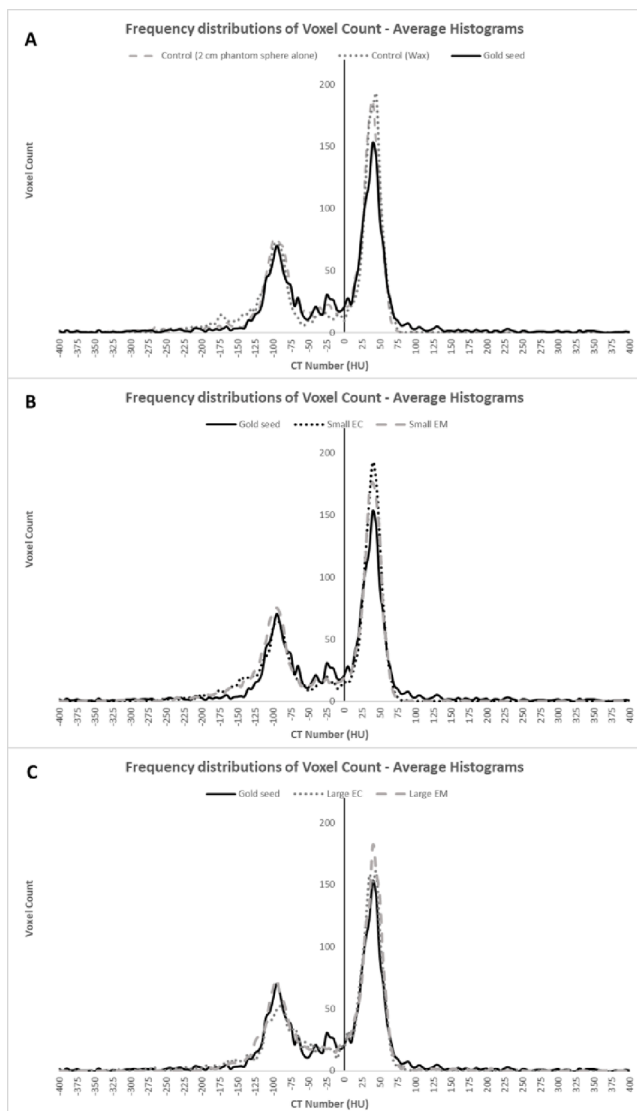 A
Frequency distributions of Voxel Count - Average Histograms
Control (2 cm phantom sphere alone) Control (Wax) Gold seed
Voxel Count
200
150
100
50
0
-400 -375 -350 -325 -300 -275 -250 -225 -200 -175 -150 -125 -100 -75 -50 -25 0 25 50 75 100 125 150 175 200 225 250 275 300 325 350 375 400
CT Number (HU)
B
Frequency distributions of Voxel Count - Average Histograms
Gold seed Small EC Small EM
Voxel Count
200
150
100
50
0
-400 -375 -350 -325 -300 -275 -250 -225 -200 -175 -150 -125 -100 -75 -50 -25 0 25 50 75 100 125 150 175 200 225 250 275 300 325 350 375 400
CT Number (HU)
C
Frequency distributions of Voxel Count - Average Histograms
Gold seed Large EC Large EM
Voxel Count
200
150
100
50
0
-400 -375 -350 -325 -300 -275 -250 -225 -200 -175 -150 -125 -100 -75 -50 -25 0 25 50 75 100 125 150 175 200 225 250 275 300 325 350 375 400
CT Number (HU)